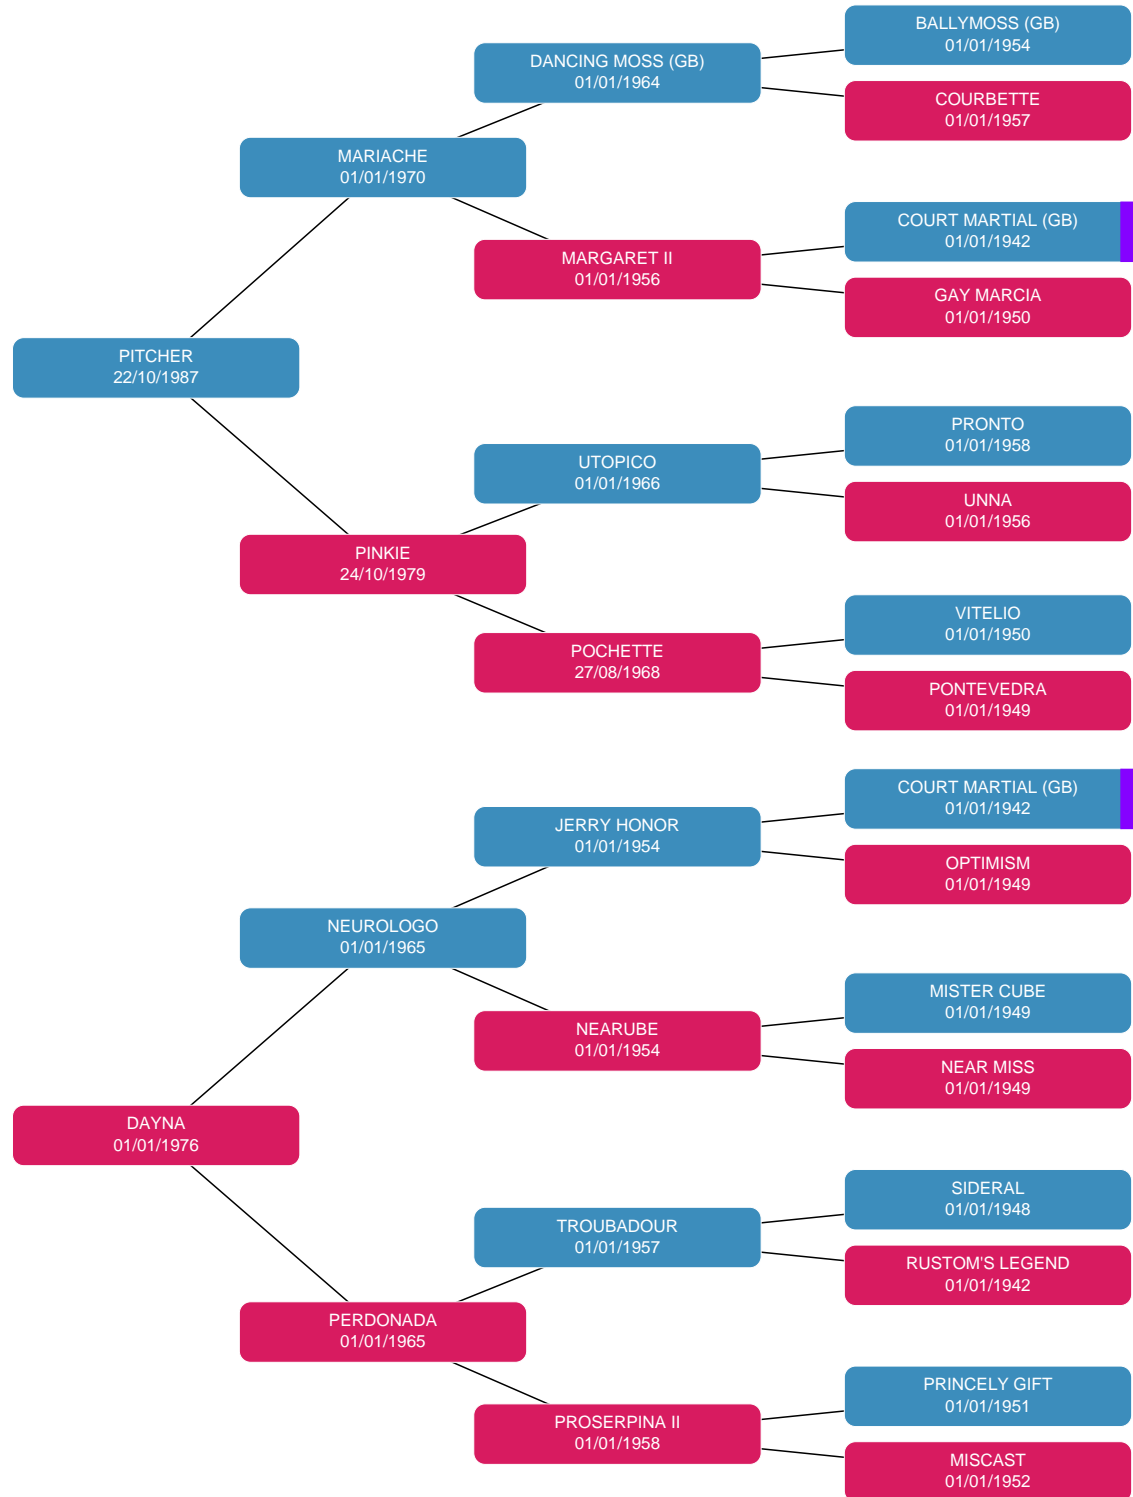 BALLYMOSS (GB)
01/01/1954
DANCING MOSS (GB)
01/01/1964
COURBETTE
01/01/1957
MARIACHE
01/01/1970
COURT MARTIAL (GB)
01/01/1942
MARGARET II
01/01/1956
GAY MARCIA
01/01/1950
PITCHER
22/10/1987
PRONTO
01/01/1958
UTOPICO
01/01/1966
UNNA
01/01/1956
PINKIE
24/10/1979
VITELIO
01/01/1950
POCHETTE
27/08/1968
PONTEVEDRA
01/01/1949
COURT MARTIAL (GB)
01/01/1942
JERRY HONOR
01/01/1954
OPTIMISM
01/01/1949
NEUROLOGO
01/01/1965
MISTER CUBE
01/01/1949
NEARUBE
01/01/1954
NEAR MISS
01/01/1949
DAYNA
01/01/1976
SIDERAL
01/01/1948
TROUBADOUR
01/01/1957
RUSTOM'S LEGEND
01/01/1942
PERDONADA
01/01/1965
PRINCELY GIFT
01/01/1951
PROSERPINA II
01/01/1958
MISCAST
01/01/1952